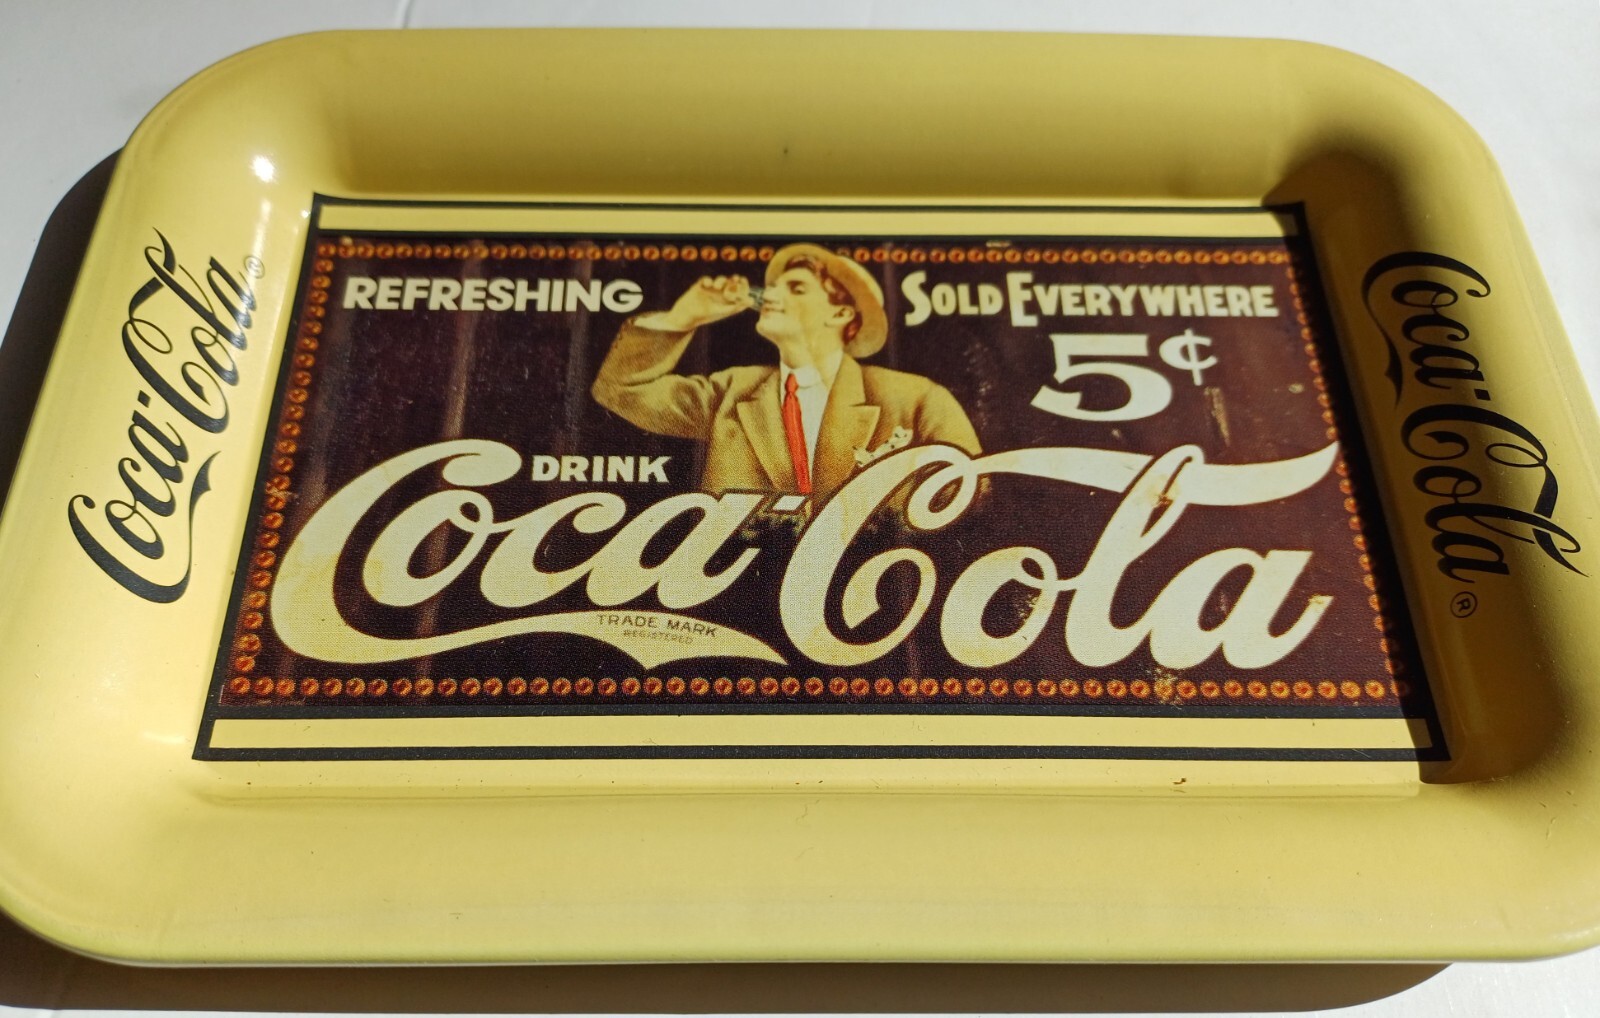 Coca-Cola®
REFRESHING
SOLD EVERYWHERE
5¢
DRINK
Coca-Cola
TRADE MARK
REGISTERED
Coca-Cola®